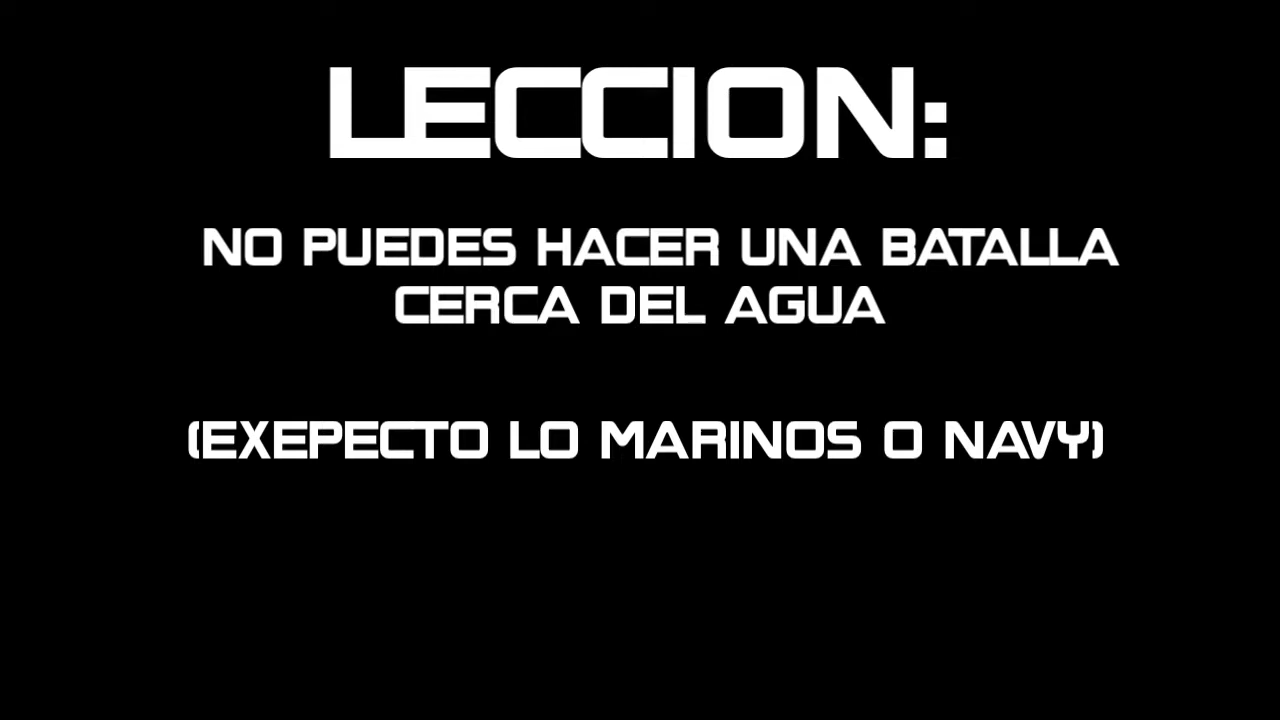 LECCION:
NO PUEDES HACER UNA BATALLA
CERCA DEL AGUA
(EXEPECTO LO MARINOS O NAVY)